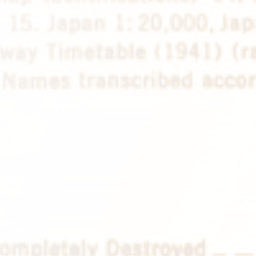 15. Japan 1:20,000, Jap
way Timetable (1941) (ra
Names transcribed accor
ompletely Destroyed